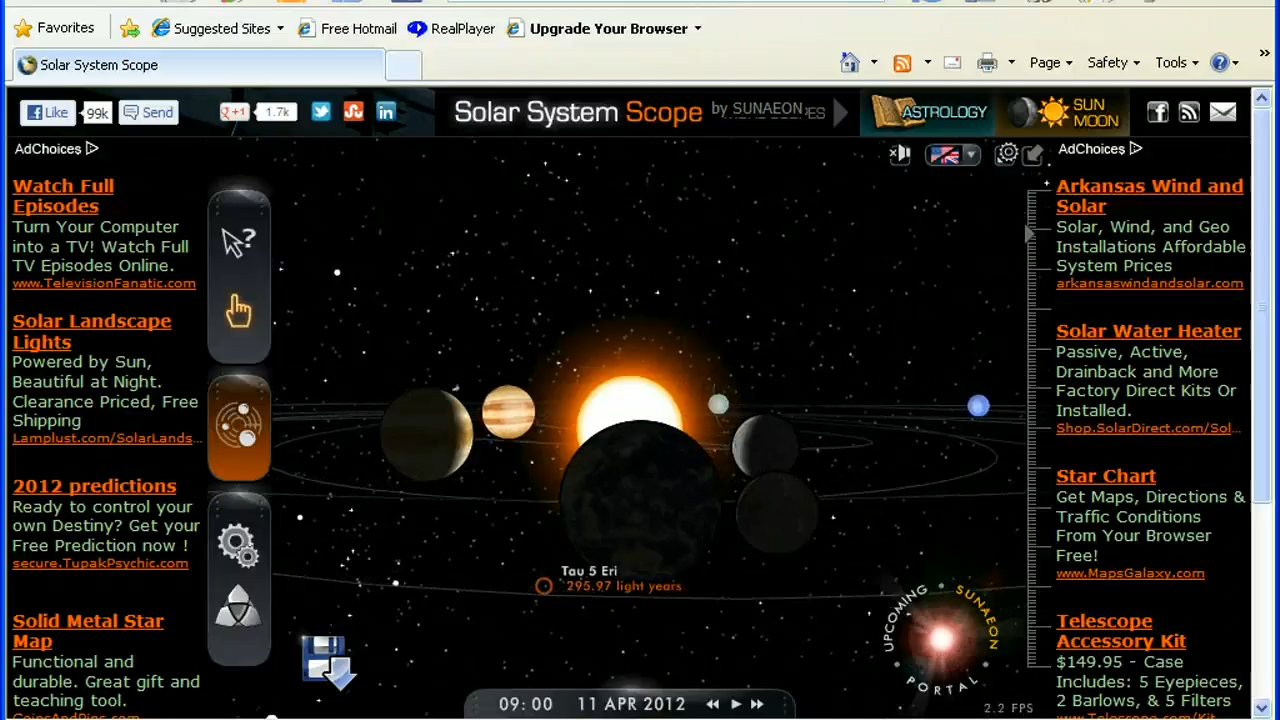 Favorites
Suggested Sites
Free Hotmail
RealPlayer
Upgrade Your Browser
Solar System Scope
Page
Safety
Tools
Like
99k
Send
+1
1.7k
Solar System Scope by SUNAEON
ASTROLOGY
SUN
MOON
AdChoices
Watch Full
Episodes
Turn Your Computer
into a TV! Watch Full
TV Episodes Online.
www.TelevisionFanatic.com
Solar Landscape
Lights
Powered by Sun,
Beautiful at Night.
Clearance Priced, Free
Shipping
Lamplust.com/SolarLands...
2012 predictions
Ready to control your
own Destiny? Get your
Free Prediction now !
secure.TupakPsychic.com
Solid Metal Star
Map
Functional and
durable. Great gift and
teaching tool.
CoinsAndPins.com
Tau 5 Eri
295.97 light years
UPCOMING SUNAEON
PORTAL
09:00 11 APR 2012
2.2 FPS
AdChoices
Arkansas Wind and
Solar
Solar, Wind, and Geo
Installations Affordable
System Prices
arkansaswindandsolar.com
Solar Water Heater
Passive, Active,
Drainback and More
Factory Direct Kits Or
Installed.
Shop.SolarDirect.com/Sol...
Star Chart
Get Maps, Directions &
Traffic Conditions
From Your Browser
Free!
www.MapsGalaxy.com
Telescope
Accessory Kit
$149.95 - Case
Includes: 5 Eyepieces,
2 Barlows, & 5 Filters